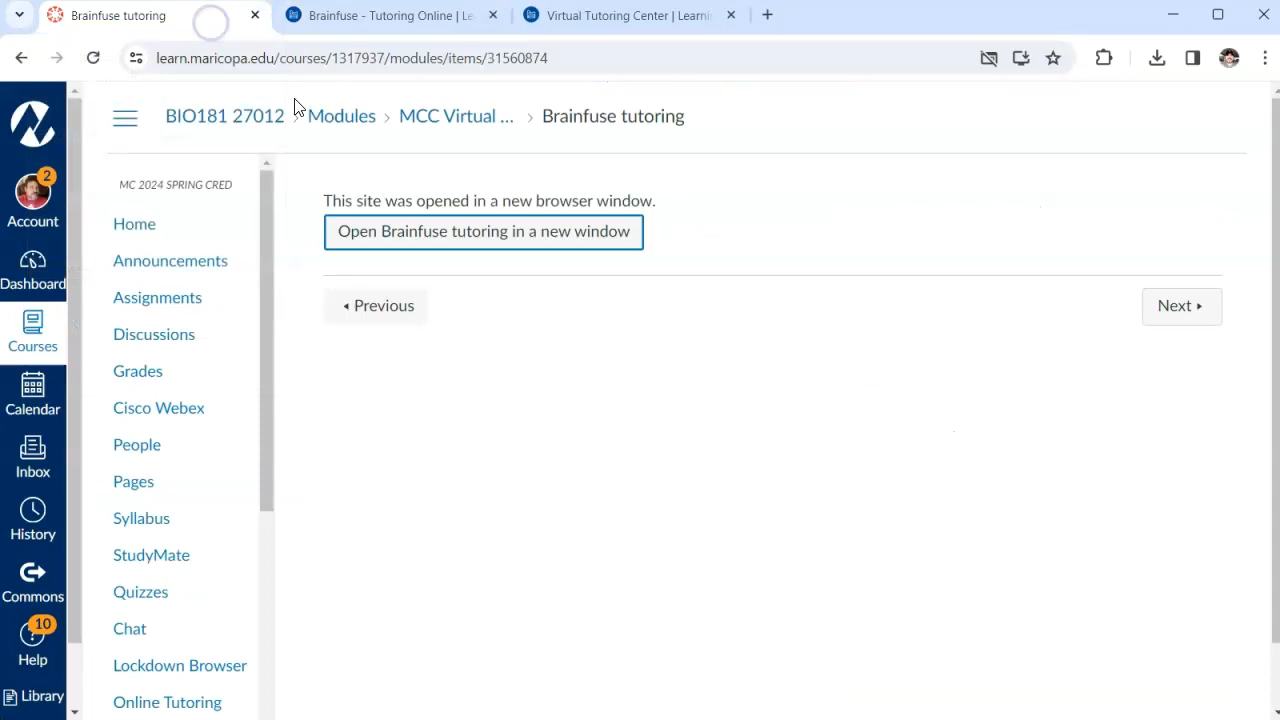 Brainfuse tutoring
Brainfuse - Tutoring Online | Le
Virtual Tutoring Center | Learni
learn.maricopa.edu/courses/1317937/modules/items/31560874
BIO181 27012 › Modules › MCC Virtual ... › Brainfuse tutoring
2
Account
Dashboard
Courses
Calendar
Inbox
History
Commons
10
Help
Library
MC 2024 SPRING CRED
Home
Announcements
Assignments
Discussions
Grades
Cisco Webex
People
Pages
Syllabus
StudyMate
Quizzes
Chat
Lockdown Browser
Online Tutoring
This site was opened in a new browser window.
Open Brainfuse tutoring in a new window
Previous
Next